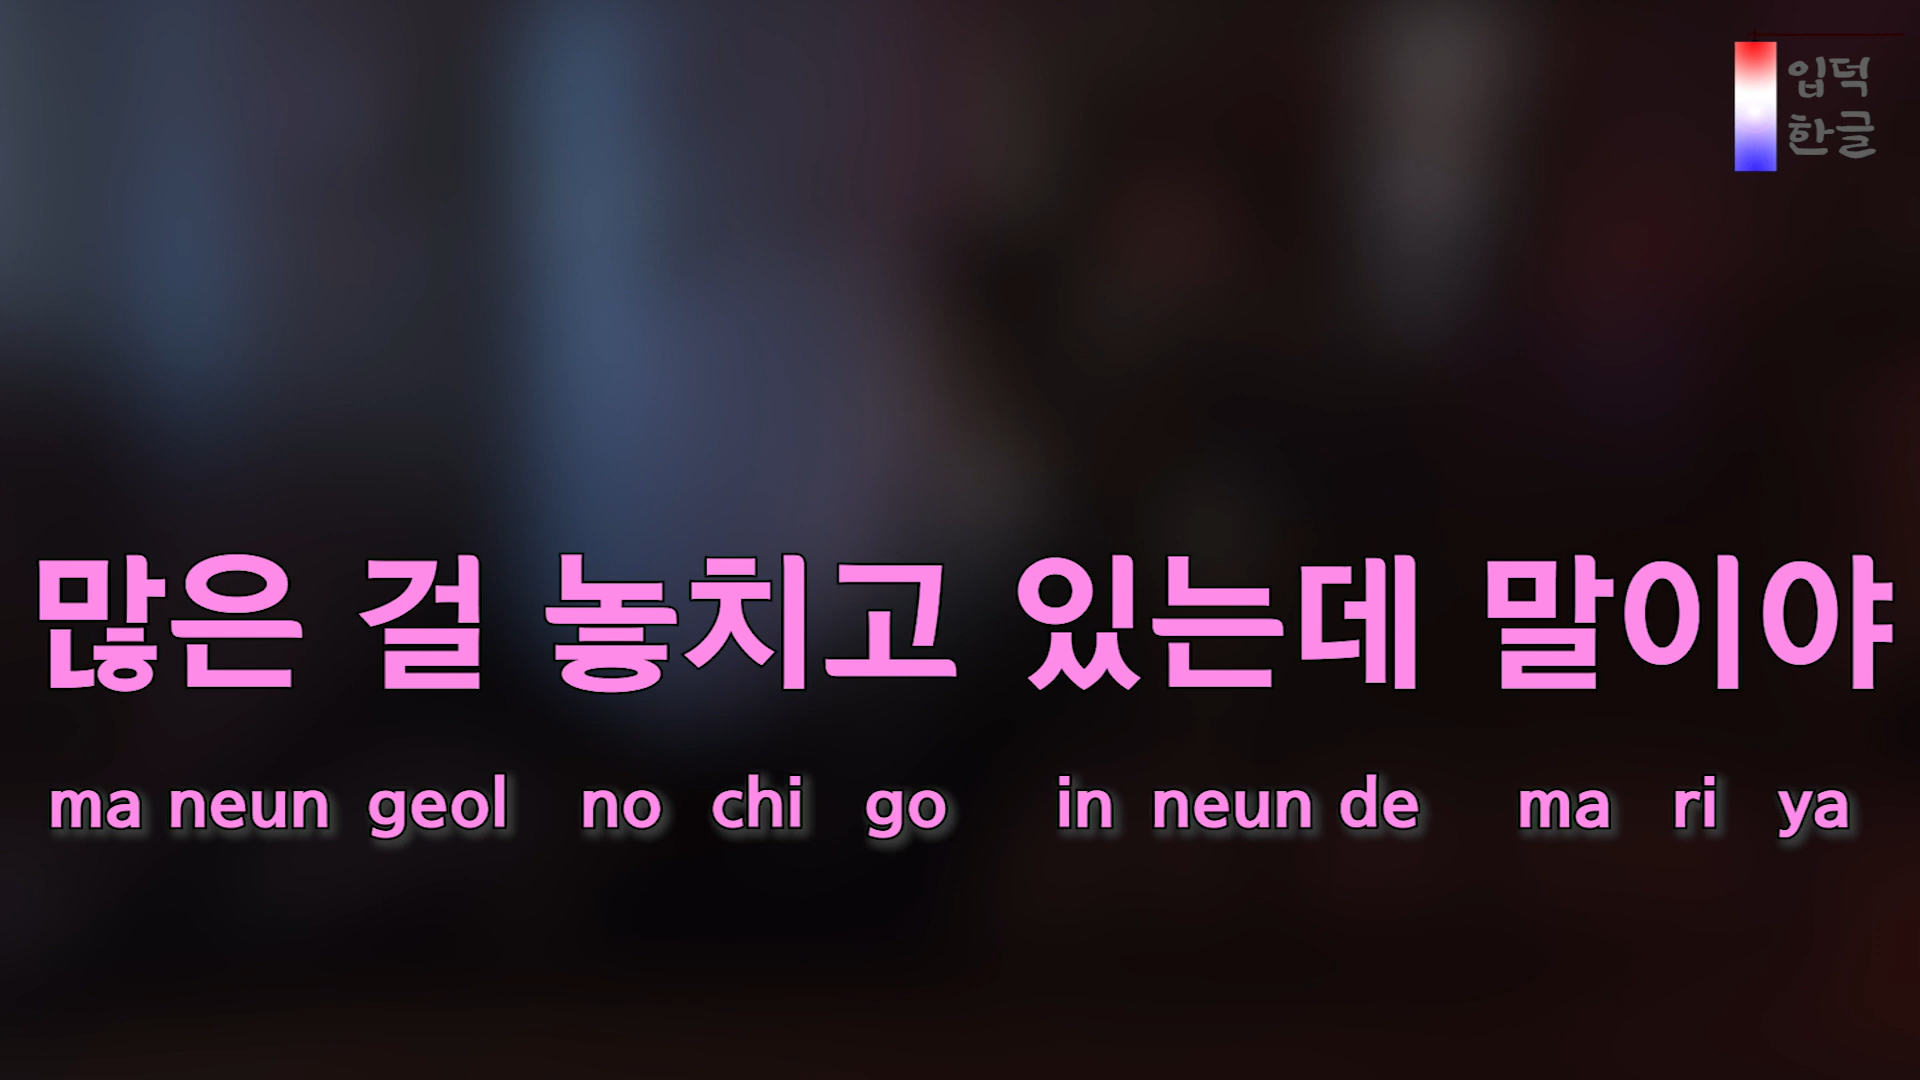 입덕
한글
많은 걸 놓치고 있는데 말이야
ma neun geol no chi go in neun de ma ri ya